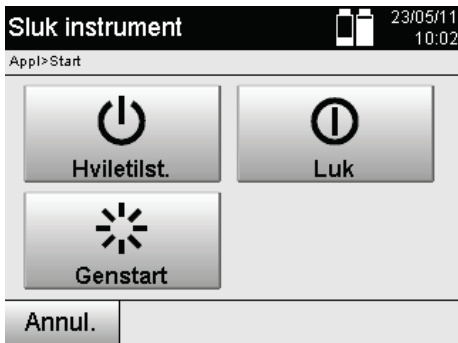 Sluk instrument
23/05/11
10:02
Appl>Start
Hviletilst.
Luk
Genstart
Annul.